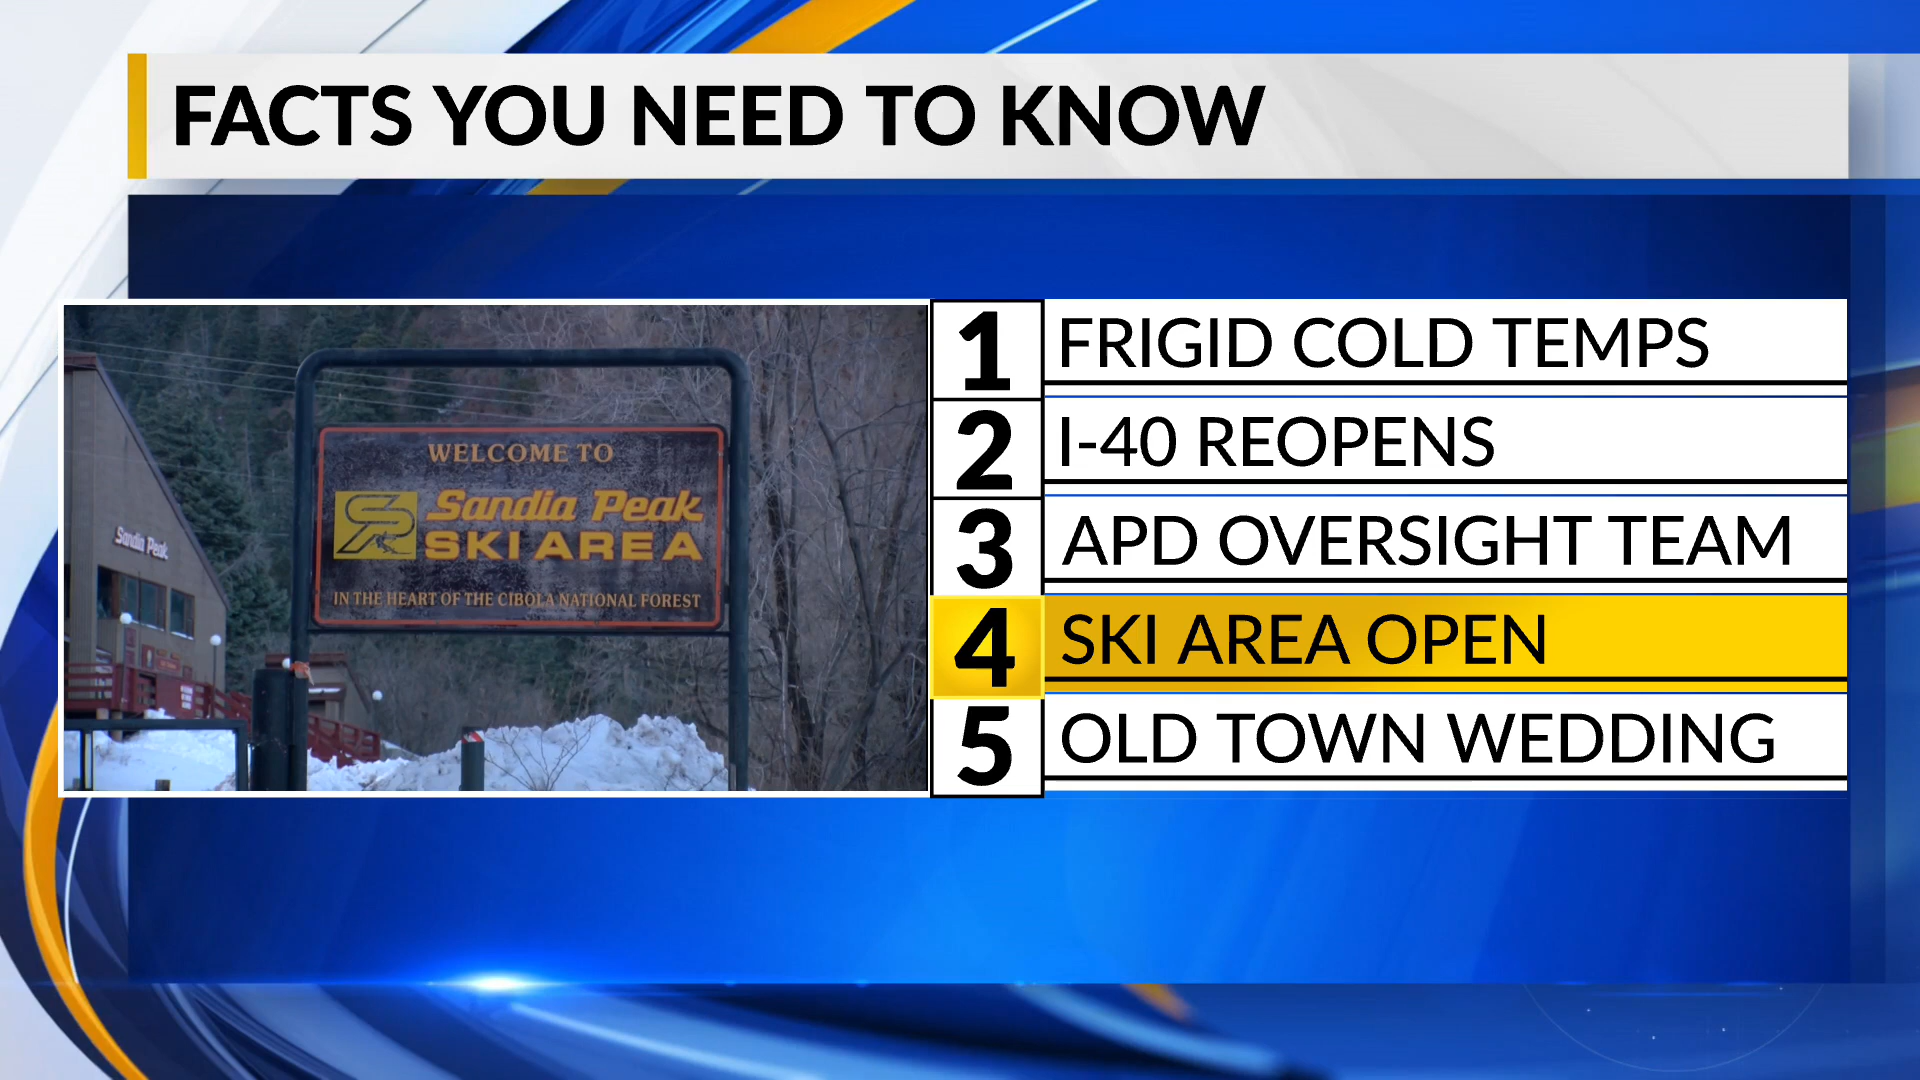 FACTS YOU NEED TO KNOW
WELCOME TO
Sandia Peak
SKI AREA
IN THE HEART OF THE CIBOLA NATIONAL FOREST
Sandia Peak
1 FRIGID COLD TEMPS
2 I-40 REOPENS
3 APD OVERSIGHT TEAM
4 SKI AREA OPEN
5 OLD TOWN WEDDING